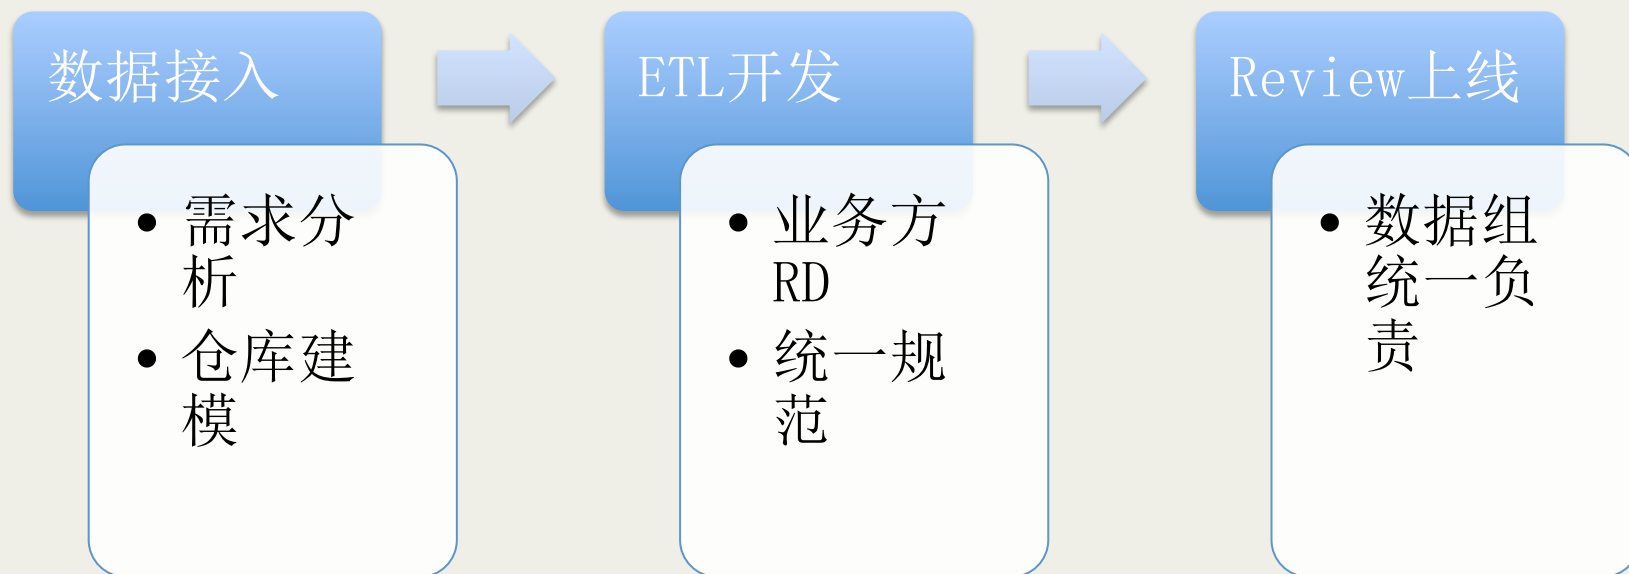 数据接入
• 需求分
析
• 仓库建
模
ETL开发
• 业务方
RD
• 统一规
范
Review上线
• 数据组
统一负
责